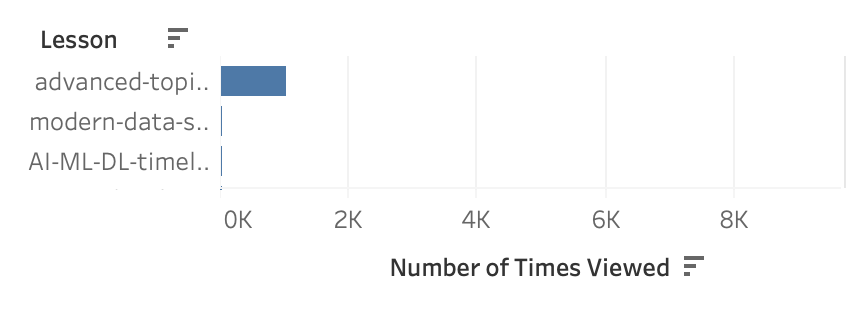 Lesson
advanced-topi..
modern-data-s..
AI-ML-DL-timel..
0K 2K 4K 6K 8K
Number of Times Viewed